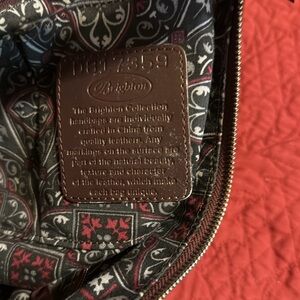 Brighton
The Brighton Collection
handbags are individually
crafted in China from
quality leathers. Any
markings on the surface are
part of the natural beauty,
texture and character
of the leather, which make
each bag unique.